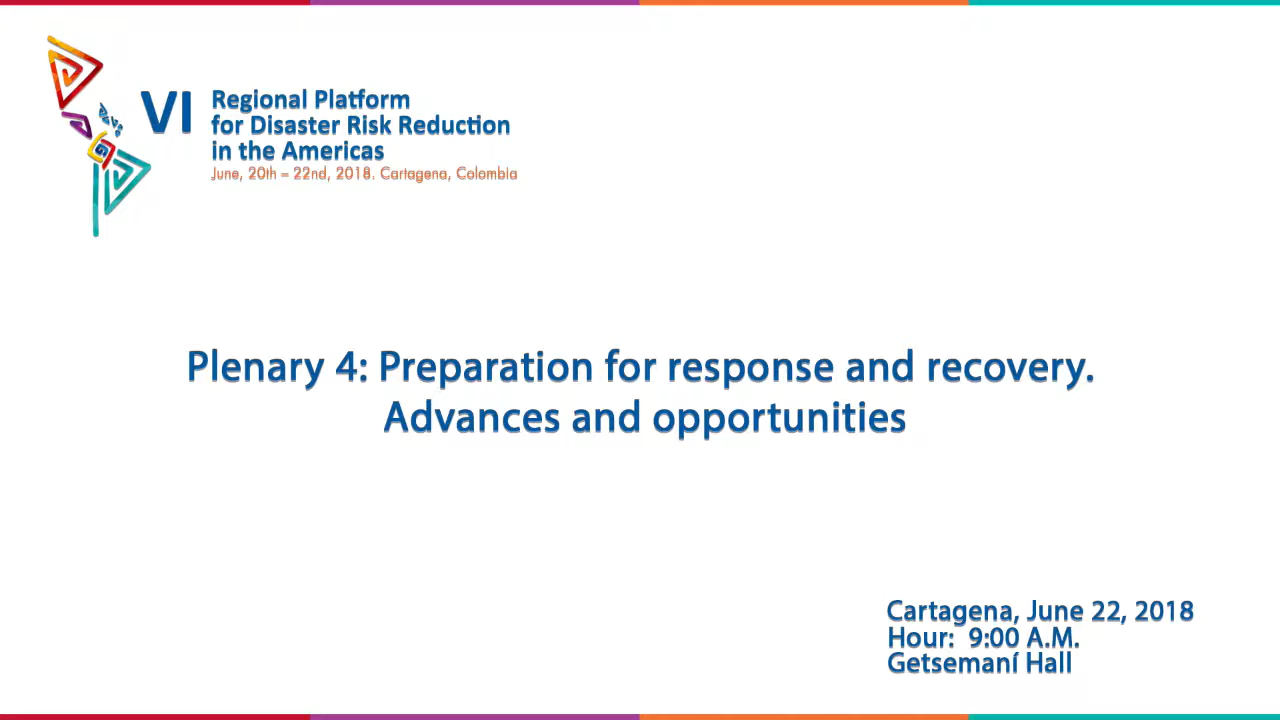 VI
Regional Platform
for Disaster Risk Reduction
in the Americas
June, 20th – 22nd, 2018. Cartagena, Colombia
Plenary 4: Preparation for response and recovery.
Advances and opportunities
Cartagena, June 22, 2018
Hour: 9:00 A.M.
Getsemaní Hall